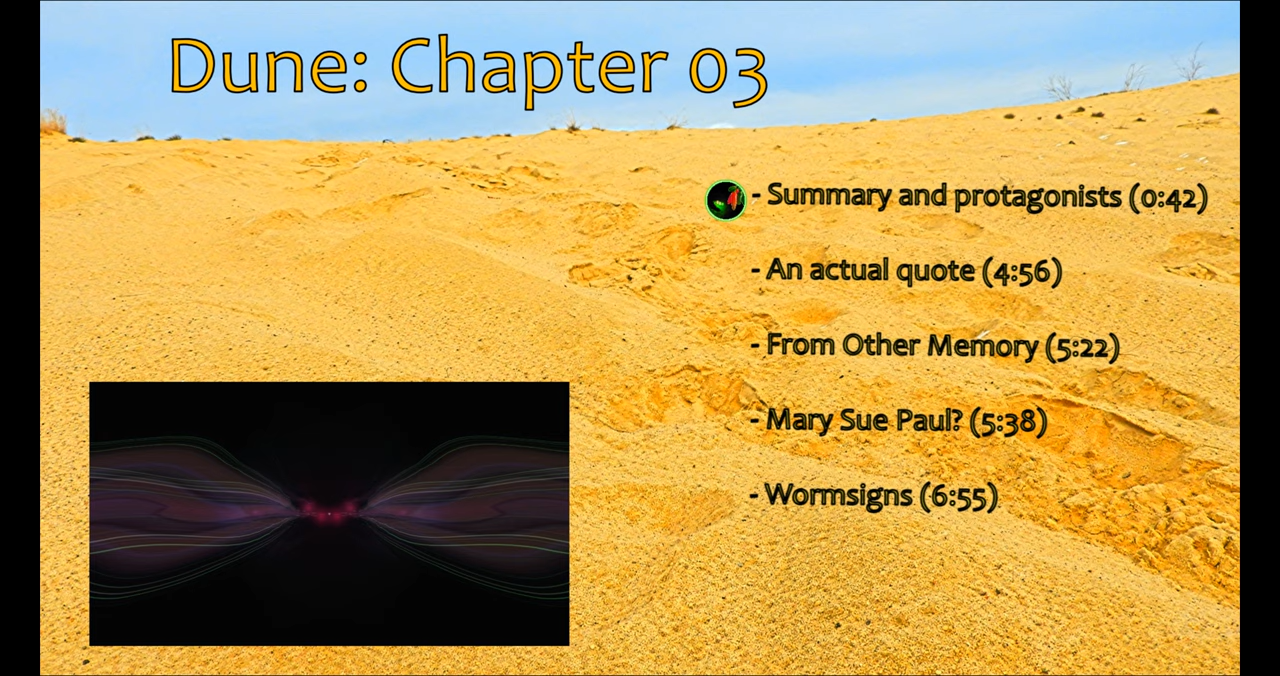 Dune: Chapter 03
- Summary and protagonists (0:42)
- An actual quote (4:56)
- From Other Memory (5:22)
- Mary Sue Paul? (5:38)
- Wormsigns (6:55)